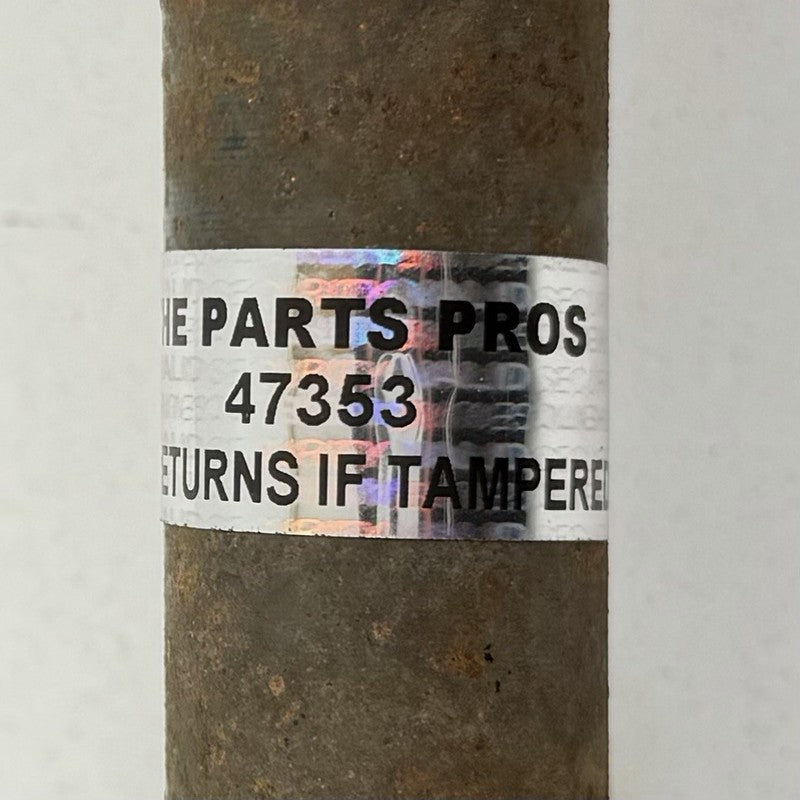 HE PARTS PROS
47353
ETURNS IF TAMPERED